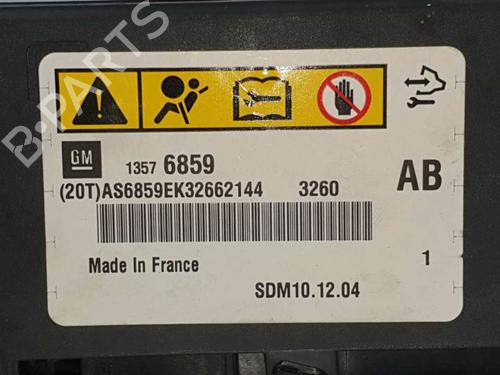 B-PARTS
GM
1357 6859
(20T)AS6859EK32662144 3260
AB
Made In France
1
SDM10.12.04